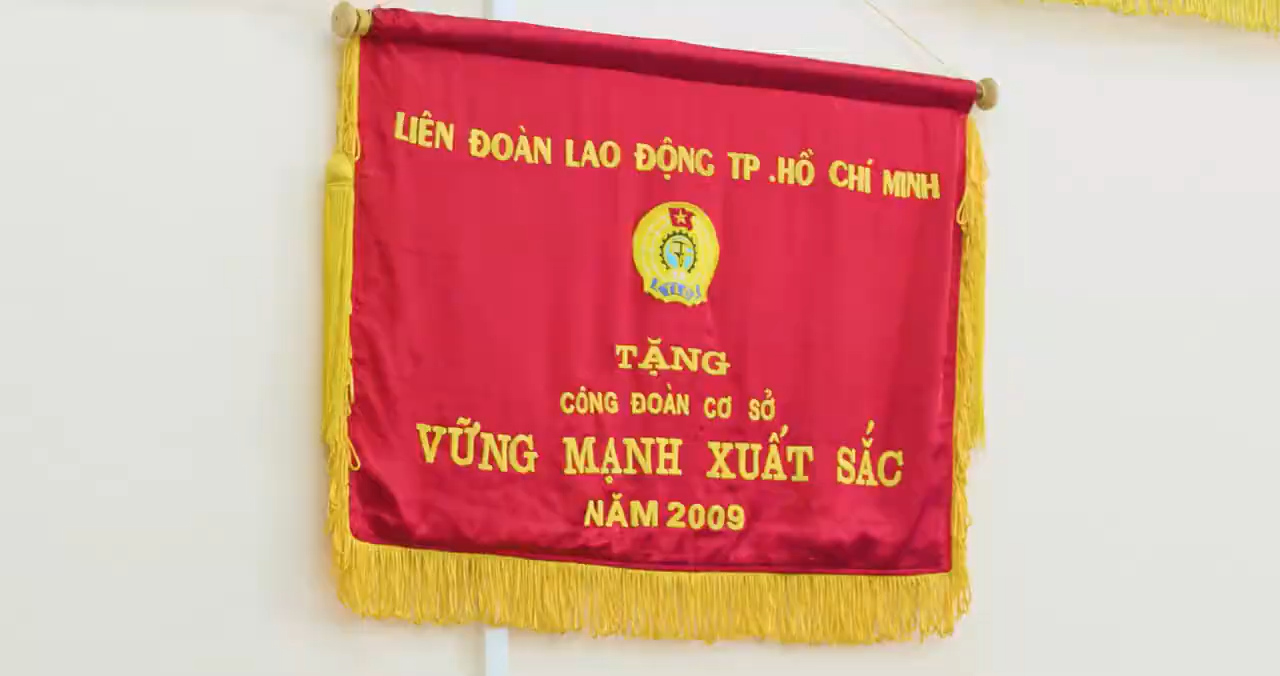 LIÊN ĐOÀN LAO ĐỘNG TP .HỒ CHÍ MINH
TẶNG
CÔNG ĐOÀN CƠ SỞ
VỮNG MẠNH XUẤT SẮC
NĂM 2009